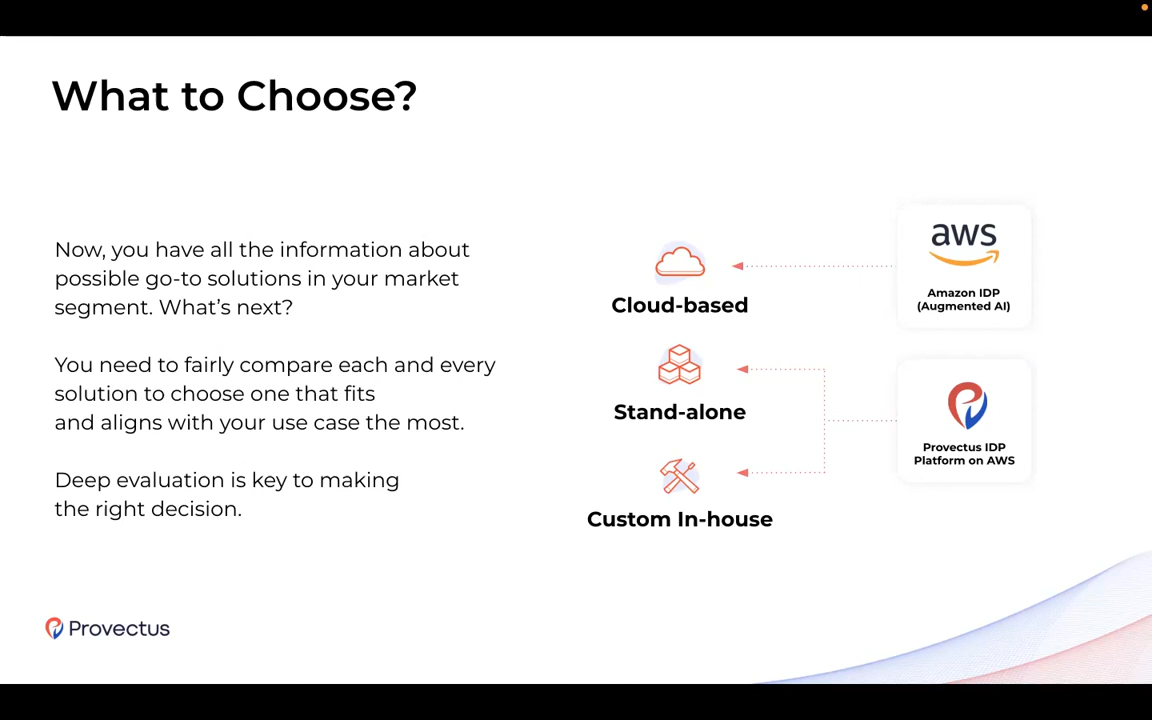 What to Choose?
Now, you have all the information about
possible go-to solutions in your market
segment. What’s next?
You need to fairly compare each and every
solution to choose one that fits
and aligns with your use case the most.
Deep evaluation is key to making
the right decision.
Cloud-based
Stand-alone
Custom In-house
aws
Amazon IDP
(Augmented AI)
Provectus IDP
Platform on AWS
Provectus